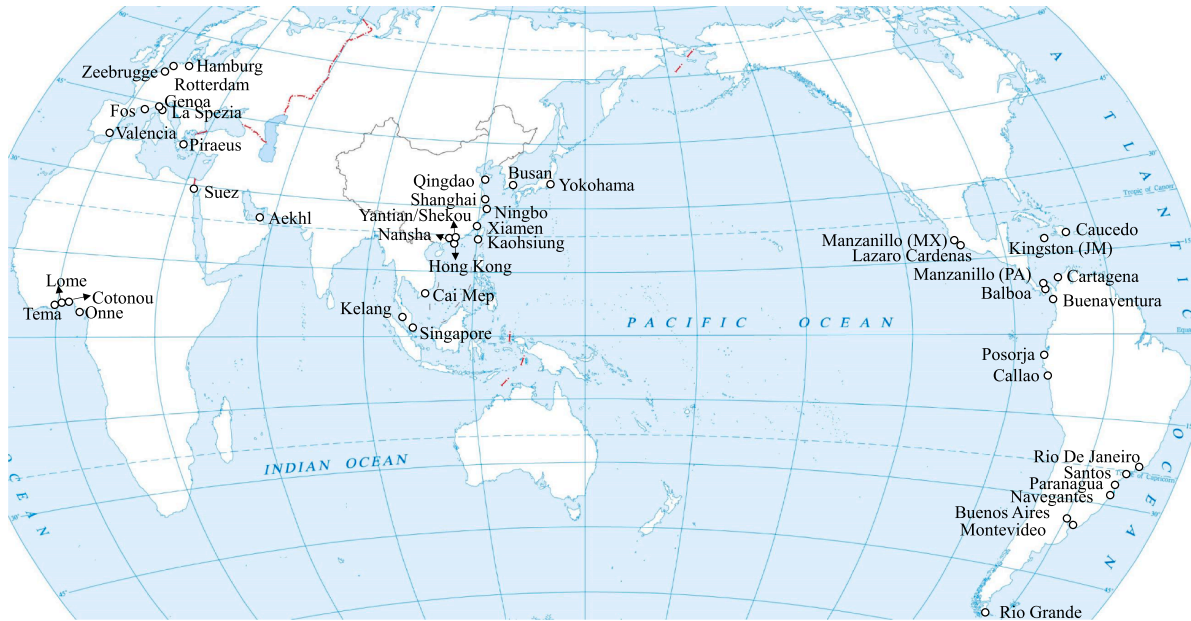 Zeebrugge
Hamburg
Rotterdam
Genoa
Fos
La Spezia
Valencia
Piraeus
Suez
Aekhl
Lome
Cotonou
Tema
Onne
Qingdao
Busan
Yokohama
Shanghai
Ningbo
Yantian/Shekou
Xiamen
Nansha
Kaohsiung
Hong Kong
Cai Mep
Kelang
Singapore
PACIFIC OCEAN
INDIAN OCEAN
OCEAN
ATLANTIC OCEAN
Tropic of Cancer
Manzanillo (MX)
Lazaro Cardenas
Caucedo
Kingston (JM)
Manzanillo (PA)
Cartagena
Balboa
Buenaventura
Posorja
Callao
Rio De Janeiro
Santos
Paranagua
Navegantes
Buenos Aires
Montevideo
Rio Grande